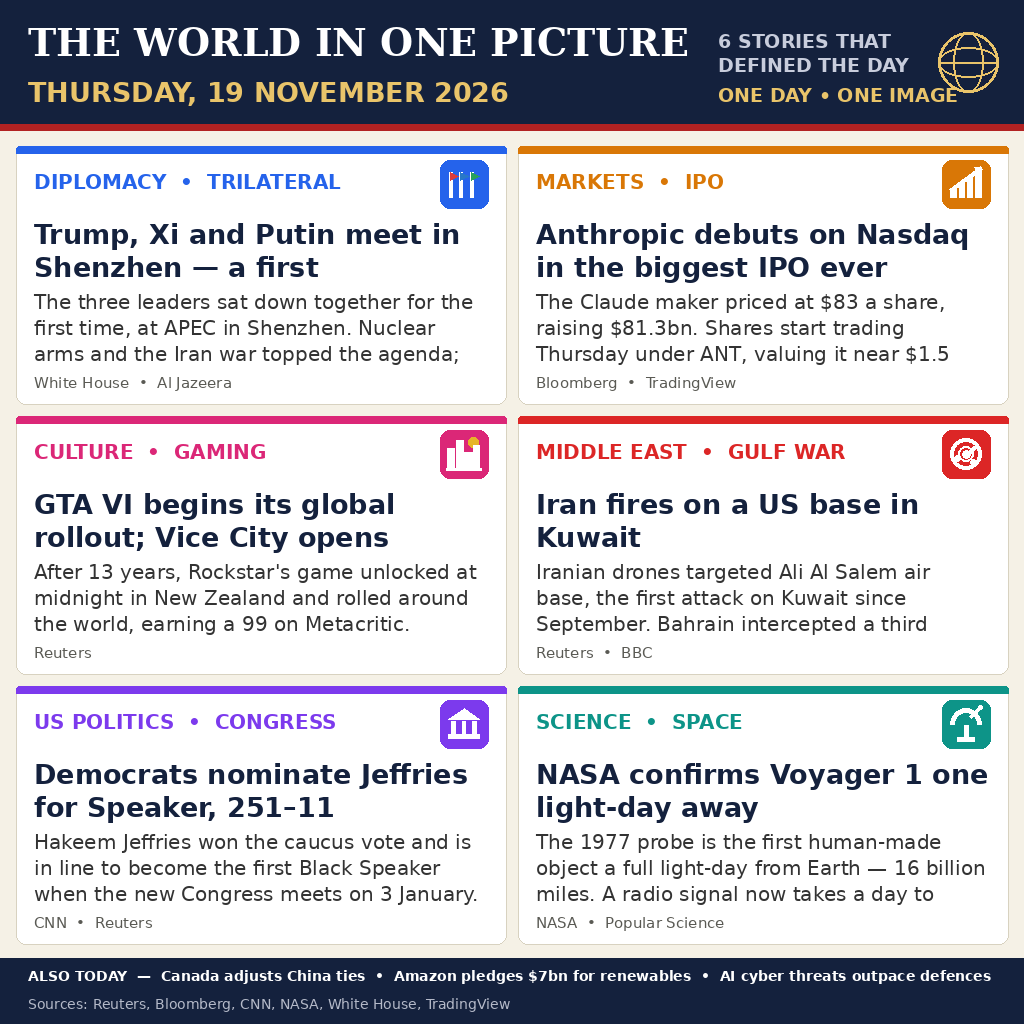 THE WORLD IN ONE PICTURE
THURSDAY, 19 NOVEMBER 2026
6 STORIES THAT
DEFINED THE DAY
ONE DAY • ONE IMAGE
DIPLOMACY • TRILATERAL
Trump, Xi and Putin meet in
Shenzhen — a first
The three leaders sat down together for the
first time, at APEC in Shenzhen. Nuclear
arms and the Iran war topped the agenda;
White House • Al Jazeera
MARKETS • IPO
Anthropic debuts on Nasdaq
in the biggest IPO ever
The Claude maker priced at $83 a share,
raising $81.3bn. Shares start trading
Thursday under ANT, valuing it near $1.5
Bloomberg • TradingView
CULTURE • GAMING
GTA VI begins its global
rollout; Vice City opens
After 13 years, Rockstar's game unlocked at
midnight in New Zealand and rolled around
the world, earning a 99 on Metacritic.
Reuters
MIDDLE EAST • GULF WAR
Iran fires on a US base in
Kuwait
Iranian drones targeted Ali Al Salem air
base, the first attack on Kuwait since
September. Bahrain intercepted a third
Reuters • BBC
US POLITICS • CONGRESS
Democrats nominate Jeffries
for Speaker, 251–11
Hakeem Jeffries won the caucus vote and is
in line to become the first Black Speaker
when the new Congress meets on 3 January.
CNN • Reuters
SCIENCE • SPACE
NASA confirms Voyager 1 one
light-day away
The 1977 probe is the first human-made
object a full light-day from Earth — 16 billion
miles. A radio signal now takes a day to
NASA • Popular Science
ALSO TODAY — Canada adjusts China ties • Amazon pledges $7bn for renewables • AI cyber threats outpace defences
Sources: Reuters, Bloomberg, CNN, NASA, White House, TradingView